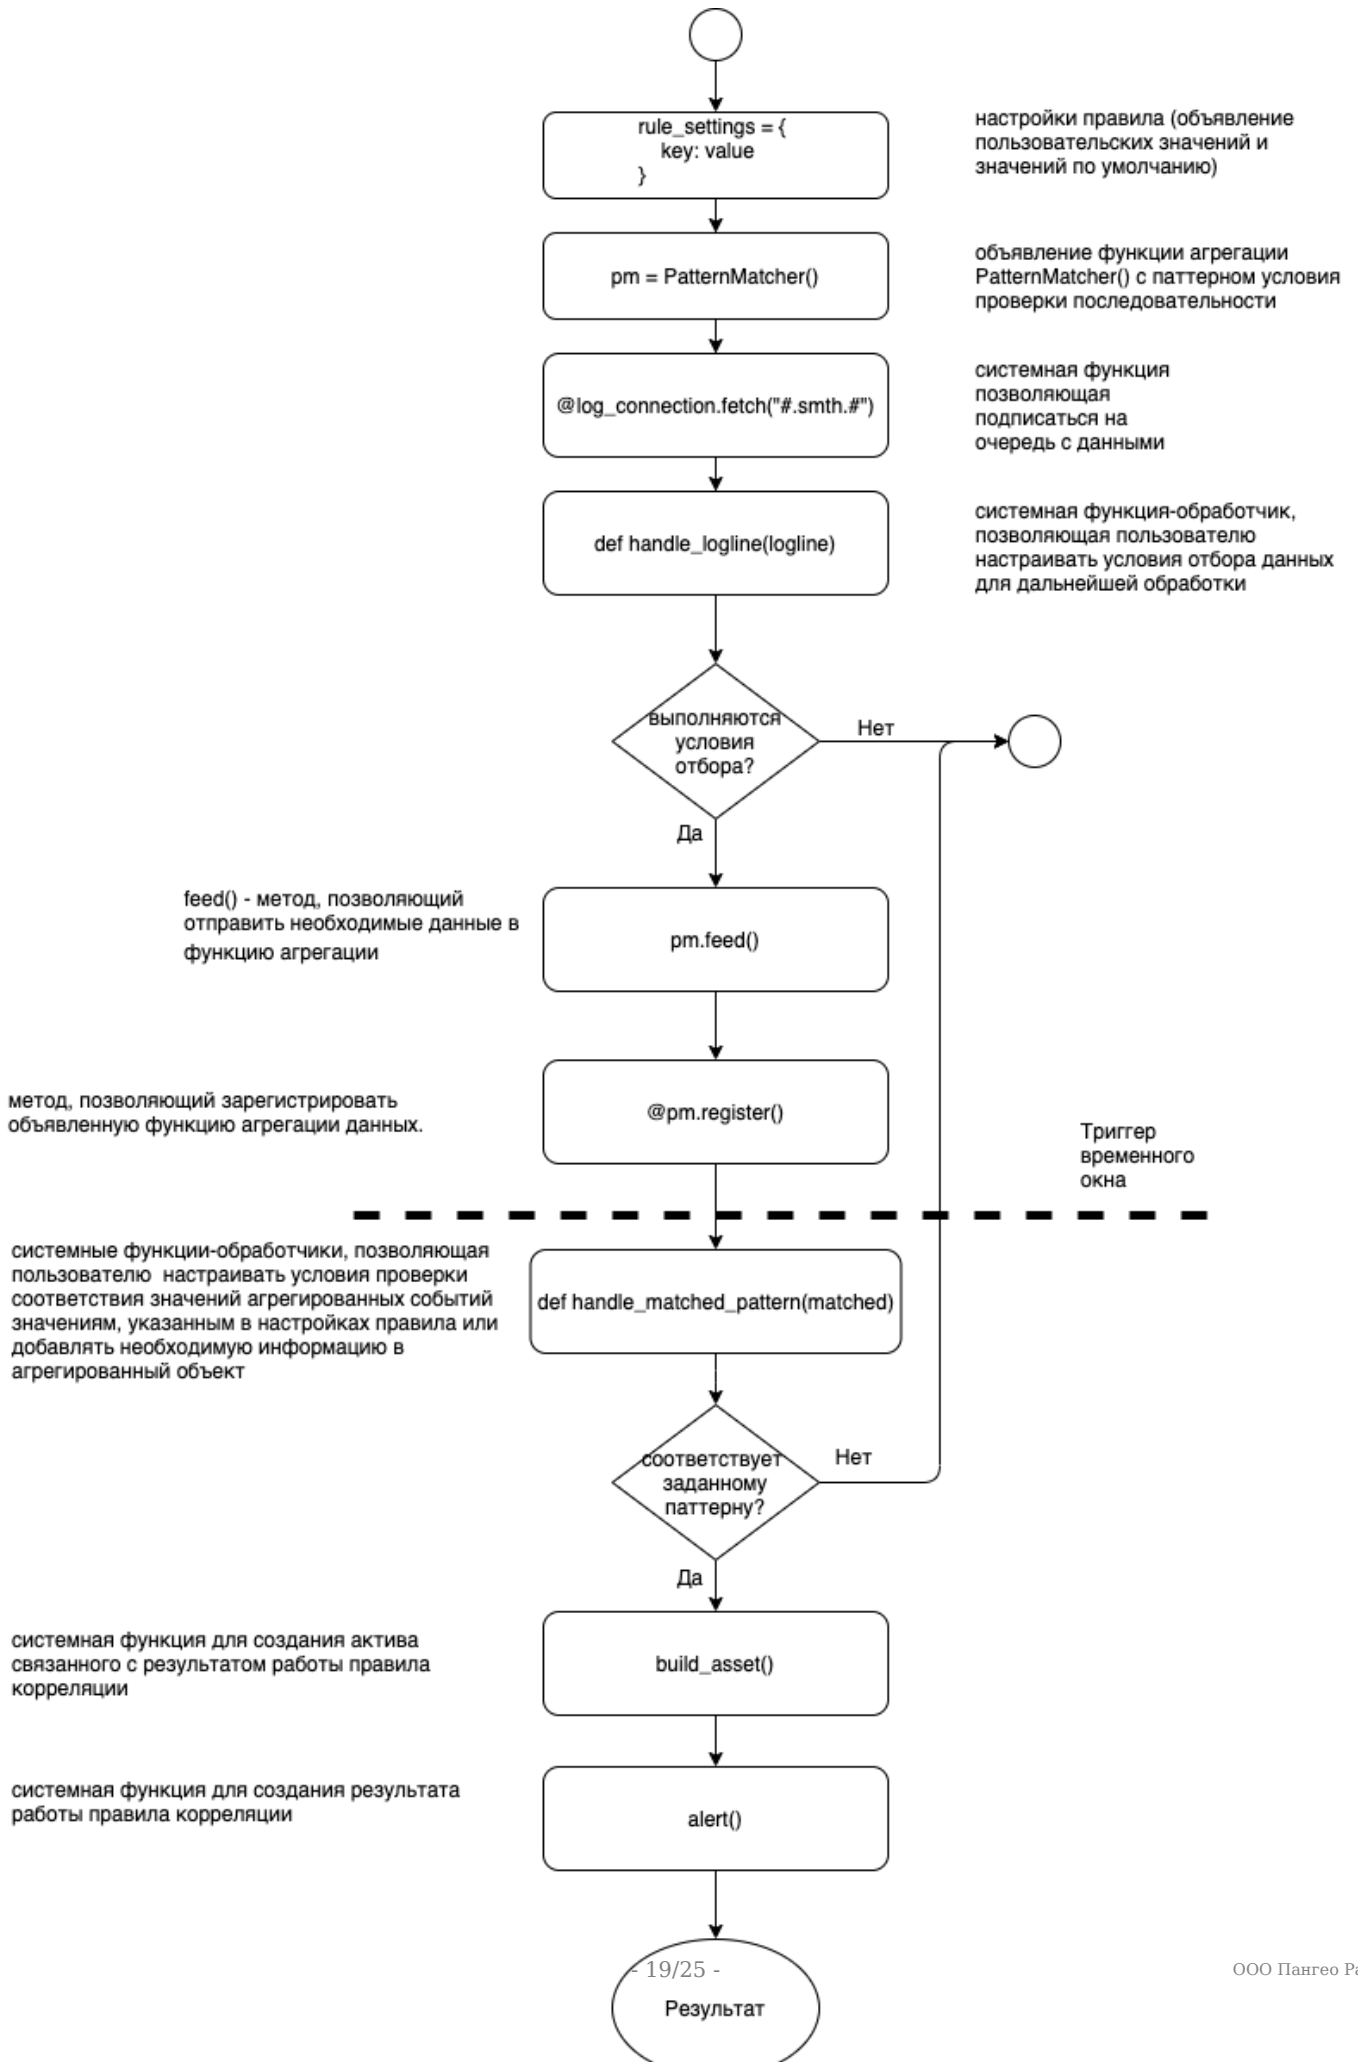 rule_settings = {
key: value
}
настройки правила (объявление
пользовательских значений и
значений по умолчанию)
pm = PatternMatcher()
объявление функции агрегации
PatternMatcher() с паттерном условия
проверки последовательности
@log_connection.fetch("#.smth.#")
системная функция
позволяющая
подписаться на
очередь с данными
def handle_logline(logline)
системная функция-обработчик,
позволяющая пользователю
настраивать условия отбора данных
для дальнейшей обработки
выполняются
условия
отбора?
Нет
Да
feed() - метод, позволяющий
отправить необходимые данные в
функцию агрегации
pm.feed()
метод, позволяющий зарегистрировать
объявленную функцию агрегации данных.
@pm.register()
Триггер
временного
окна
системные функции-обработчики, позволяющая
пользователю настраивать условия проверки
соответствия значений агрегированных событий
значениям, указанным в настройках правила или
добавлять необходимую информацию в
агрегированный объект
def handle_matched_pattern(matched)
соответствует
заданному
паттерну?
Нет
Да
системная функция для создания актива
связанного с результатом работы правила
корреляции
build_asset()
системная функция для создания результата
работы правила корреляции
alert()
- 19/25 -
ООО Пангео
Результат